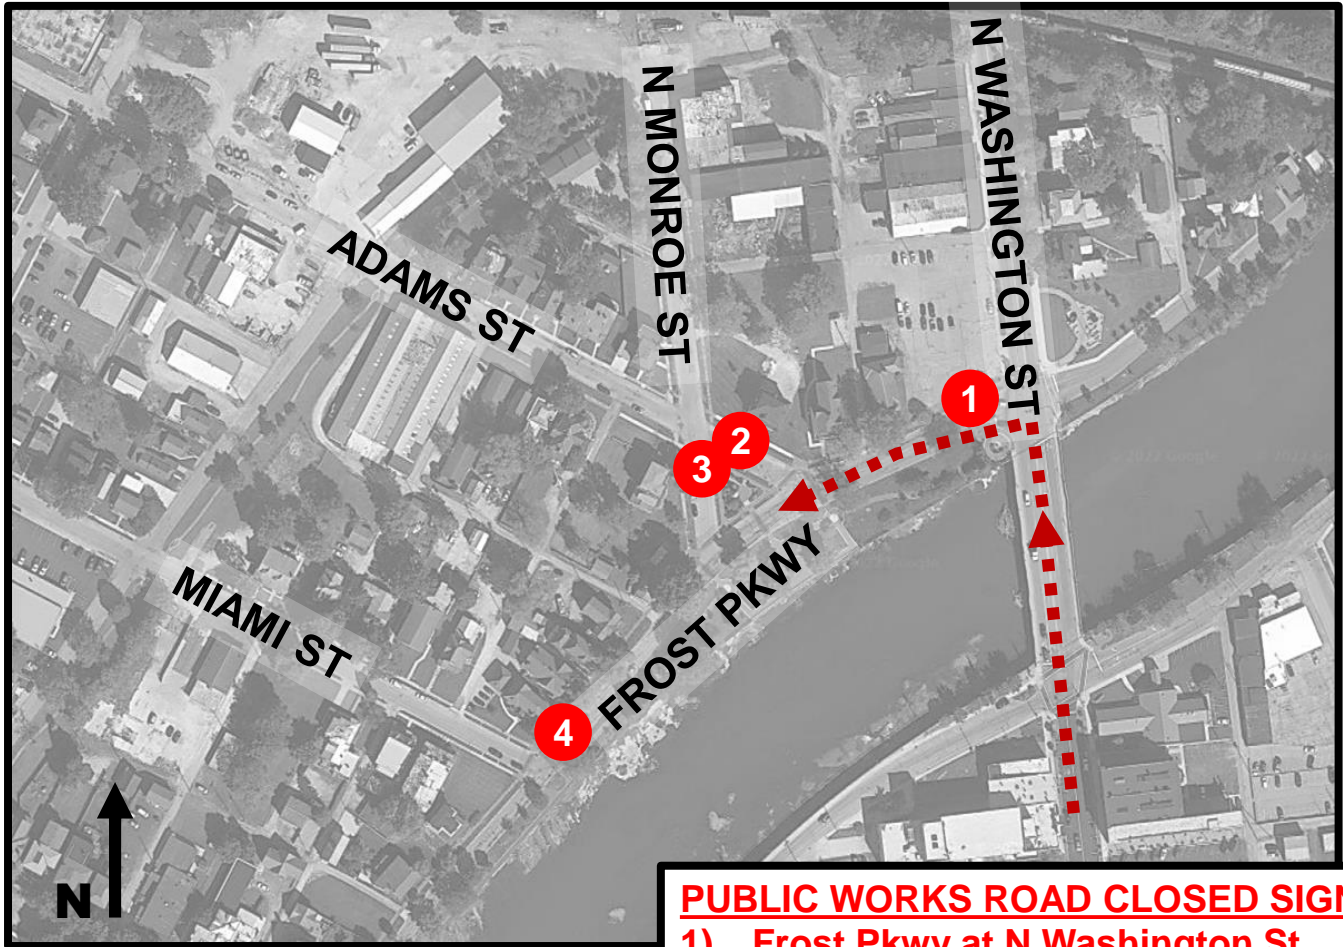 N WASHINGTON ST
N MONROE ST
ADAMS ST
1
2
3
MIAMI ST
FROST PKWY
4
N
PUBLIC WORKS ROAD CLOSED SIGN
1) Frost Pkwy at N Washington St